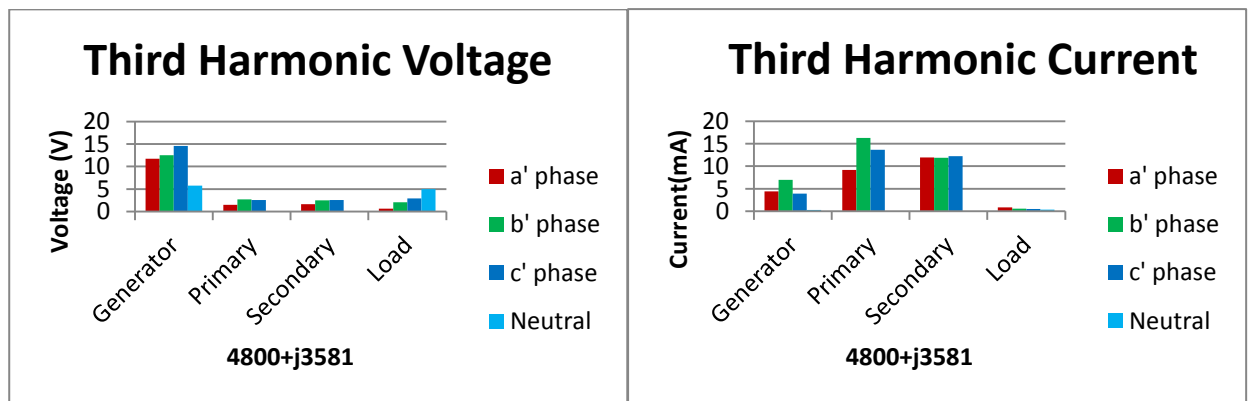 Third Harmonic Voltage
Voltage (V)
20
15
10
5
0
Generator
Primary
Secondary
Load
4800+j3581
a' phase
b' phase
c' phase
Neutral
Third Harmonic Current
Current(mA)
20
15
10
5
0
Generator
Primary
Secondary
Load
4800+j3581
a' phase
b' phase
c' phase
Neutral